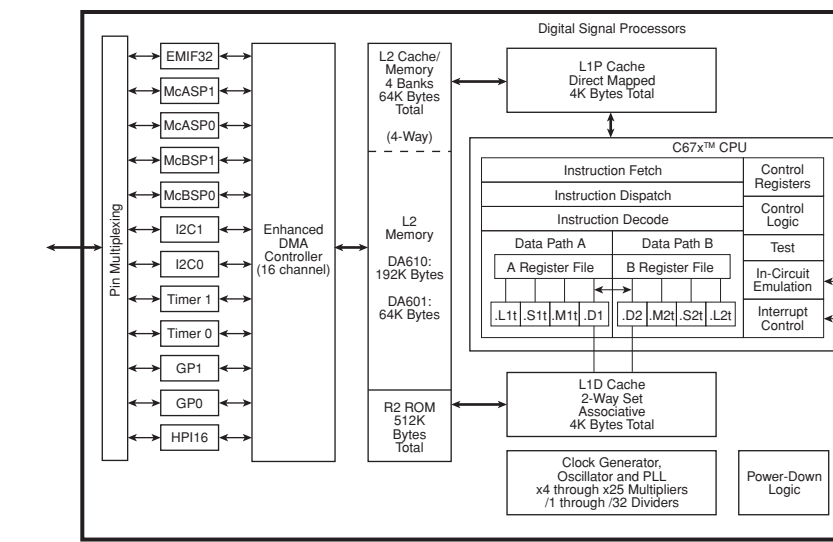 Digital Signal Processors
Pin Multiplexing
EMIF32
McASP1
McASP0
McBSP1
McBSP0
I2C1
I2C0
Timer 1
Timer 0
GP1
GP0
HPI16
Enhanced
DMA
Controller
(16 channel)
L2 Cache/
Memory
4 Banks
64K Bytes
Total
(4-Way)
L2
Memory
DA610:
192K Bytes
DA601:
64K Bytes
R2 ROM
512K
Bytes
Total
L1P Cache
Direct Mapped
4K Bytes Total
C67x™ CPU
Instruction Fetch
Instruction Dispatch
Instruction Decode
Data Path A
Data Path B
A Register File
B Register File
.L1t .S1t .M1t .D1
.D2 .M2t .S2t .L2t
Control
Registers
Control
Logic
Test
In-Circuit
Emulation
Interrupt
Control
L1D Cache
2-Way Set
Associative
4K Bytes Total
Clock Generator,
Oscillator and PLL
x4 through x25 Multipliers
/1 through /32 Dividers
Power-Down
Logic